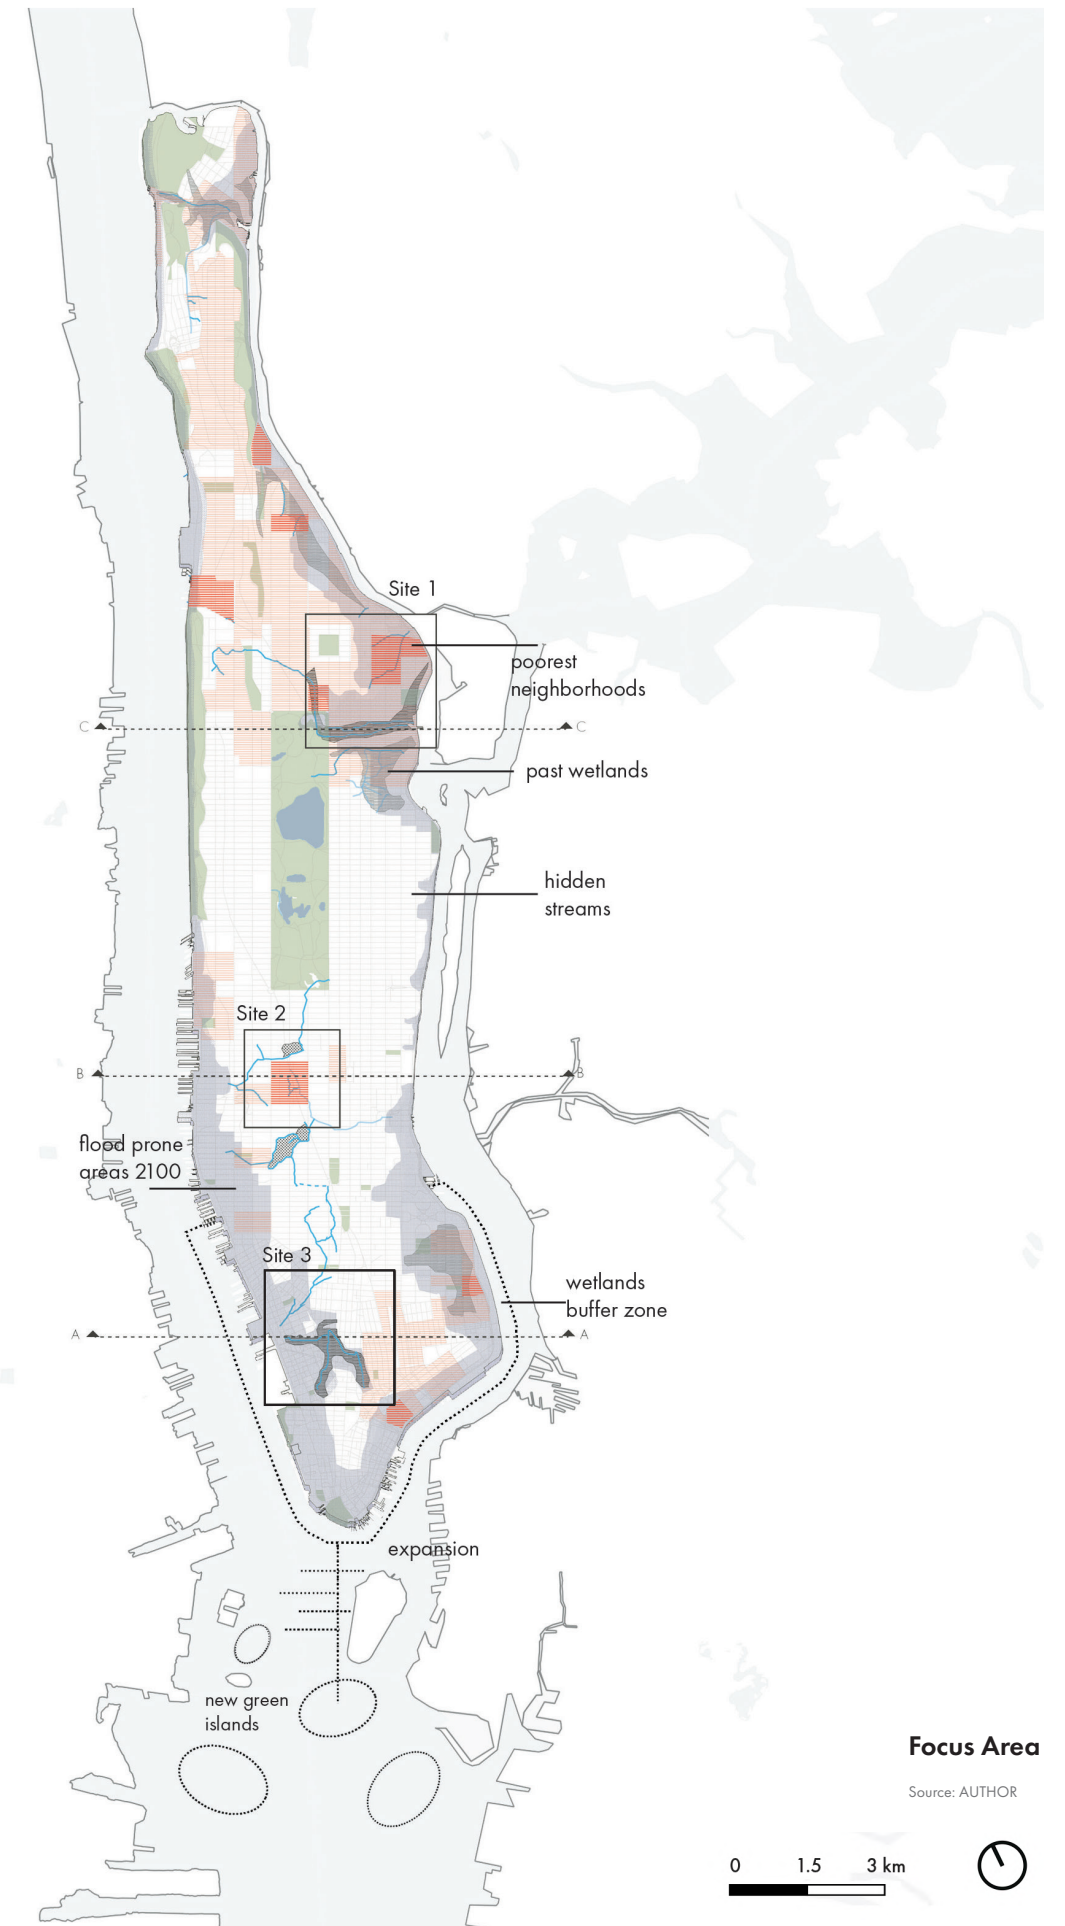 Site 1
poorest
neighborhoods
C
C
past wetlands
hidden
streams
Site 2
B
B
flood prone
areas 2100
Site 3
wetlands
buffer zone
A
A
expansion
new green
islands
Focus Area
Source: AUTHOR
0 1.5 3 km